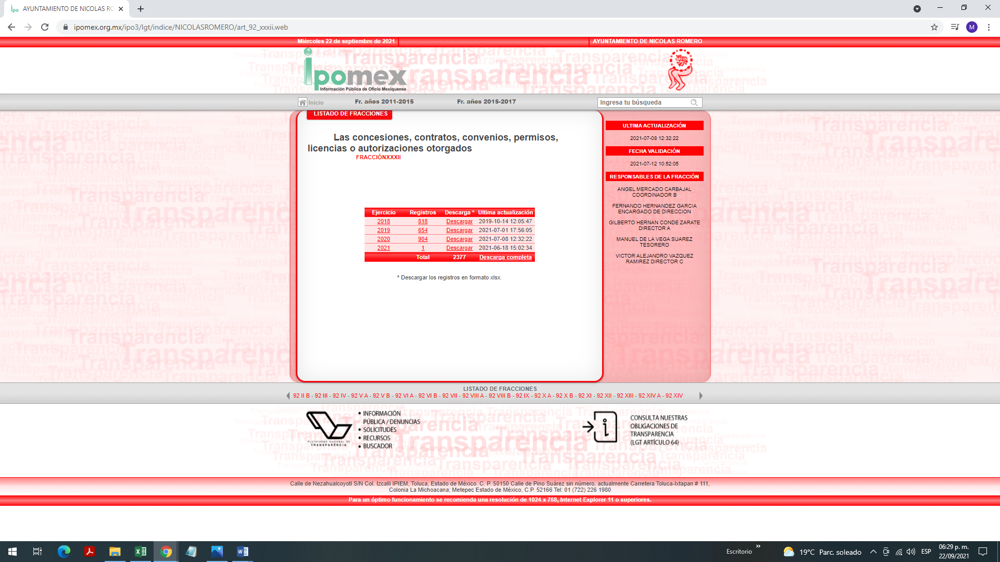 AYUNTAMIENTO DE NICOLAS RO
ipomex.org.mx/ipo3/lgt/indice/NICOLASROMERO/art_92_xxxii.web
M
Miércoles 22 de septiembre de 2021
AYUNTAMIENTO DE NICOLAS ROMERO
ipomex
Información Pública de Oficio Mexiquense
Inicio
Fr. años 2011-2015
Fr. años 2015-2017
Ingresa tu búsqueda
LISTADO DE FRACCIONES
Las concesiones, contratos, convenios, permisos,
licencias o autorizaciones otorgados
FRACCIÓNXXXII
Ejercicio Registros Descarga * Ultima actualización
2018 818 Descargar 2019-10-14 12:05:47
2019 654 Descargar 2021-07-01 17:56:05
2020 904 Descargar 2021-07-08 12:32:22
2021 1 Descargar 2021-06-18 15:02:34
Total 2377 Descarga completa
* Descargar los registros en formato xlsx.
ULTIMA ACTUALIZACIÓN
2021-07-08 12:32:22
FECHA VALIDACIÓN
2021-07-12 10:52:05
RESPONSABLES DE LA FRACCIÓN
ANGEL MERCADO CARBAJAL
COORDINADOR B
FERNANDO HERNANDEZ GARCIA
ENCARGADO DE DIRECCION
GILBERTO HERNAN CONDE ZARATE
DIRECTOR A
MANUEL DE LA VEGA SUAREZ
TESORERO
VICTOR ALEJANDRO VAZQUEZ
RAMIREZ DIRECTOR C
LISTADO DE FRACCIONES
92 II B - 92 III - 92 IV - 92 V A - 92 V B - 92 VI A - 92 VI B - 92 VII - 92 VIII A - 92 VIII B - 92 IX - 92 X A - 92 X B - 92 XI - 92 XII - 92 XIII - 92 XIV A - 92 XIV
PLATAFORMA NACIONAL DE
TRANSPARENCIA
• INFORMACIÓN
PÚBLICA / DENUNCIAS
• SOLICITUDES
• RECURSOS
• BUSCADOR
CONSULTA NUESTRAS
OBLIGACIONES DE
TRANSPARENCIA
(LGT ARTÍCULO 64)
Calle de Nezahualcoyotl S/N Col. Izcalli IPIEM, Toluca, Estado de México. C. P. 50150 Calle de Pino Suárez sin número, actualmente Carretera Toluca-Ixtapan # 111,
Colonia La Michoacana; Metepec Estado de México, C.P. 52166 Tel: 01 (722) 226 1980
Para un óptimo funcionamiento se recomienda una resolución de 1024 x 768, Internet Explorer 11 o superiores.
Escritorio
19°C Parc. soleado
ESP
06:29 p. m.
22/09/2021